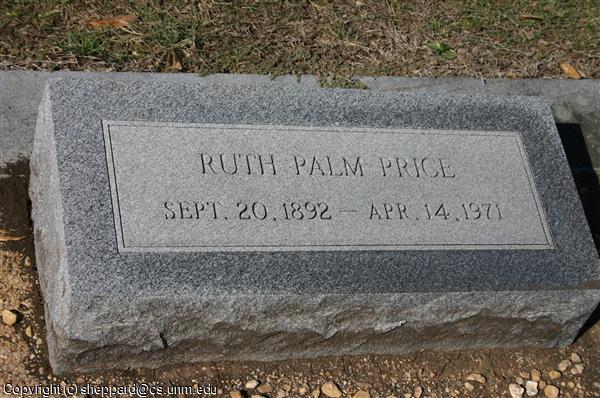 RUTH PALM PRICE
SEPT. 20, 1892 — APR. 14, 1971
Copyright (c) sheppard@cs.unm.edu